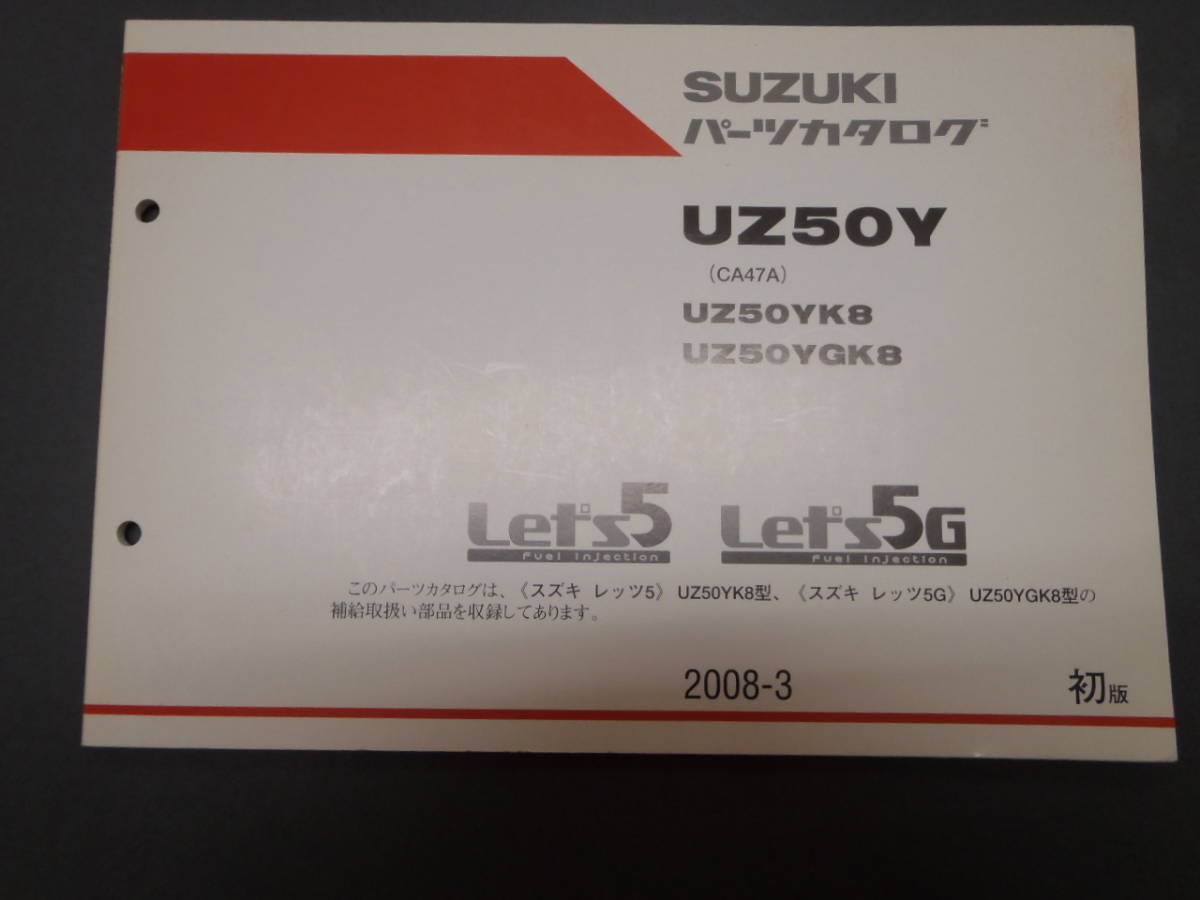 SUZUKI
パーツカタログ
UZ50Y
(CA47A)
UZ50YK8
UZ50YGK8
Let's5 Let's5G
Fuel Injection Fuel Injection
このパーツカタログは、《スズキ レッツ5》 UZ50YK8型、《スズキ レッツ5G》 UZ50YGK8型の
補給取扱い部品を収録してあります。
2008-3 初版